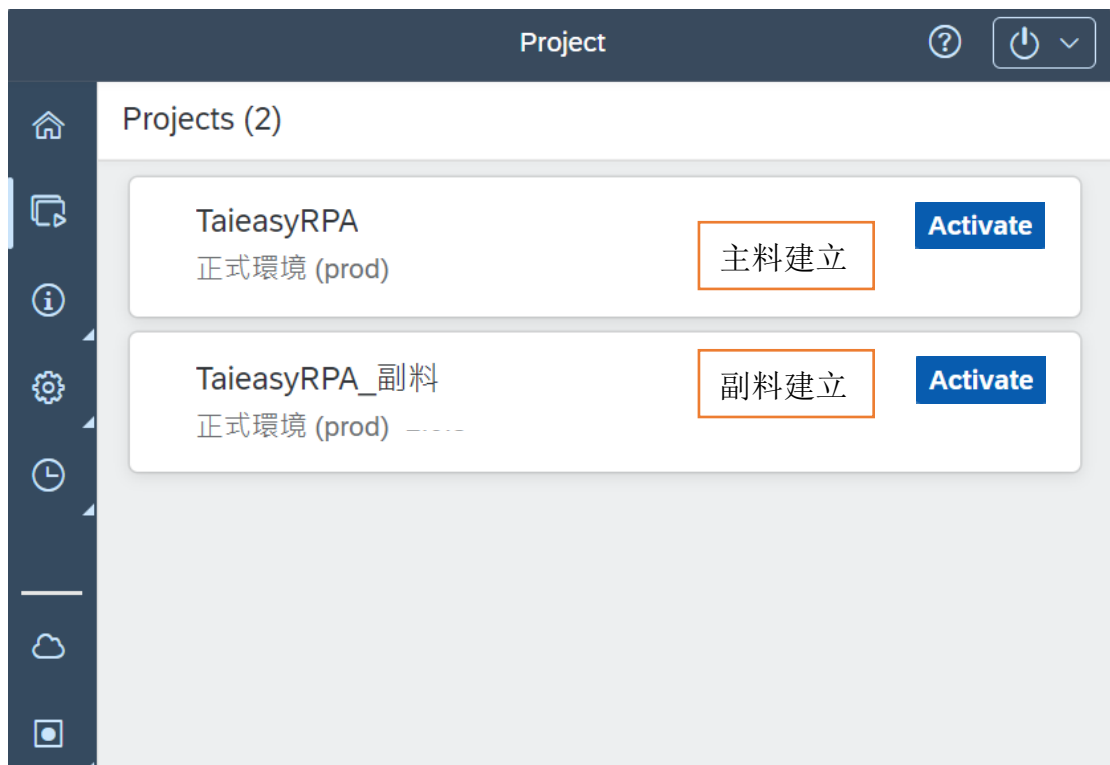 Project
Projects (2)
TaieasyRPA
主料建立
Activate
正式環境 (prod)
TaieasyRPA_副料
副料建立
Activate
正式環境 (prod)